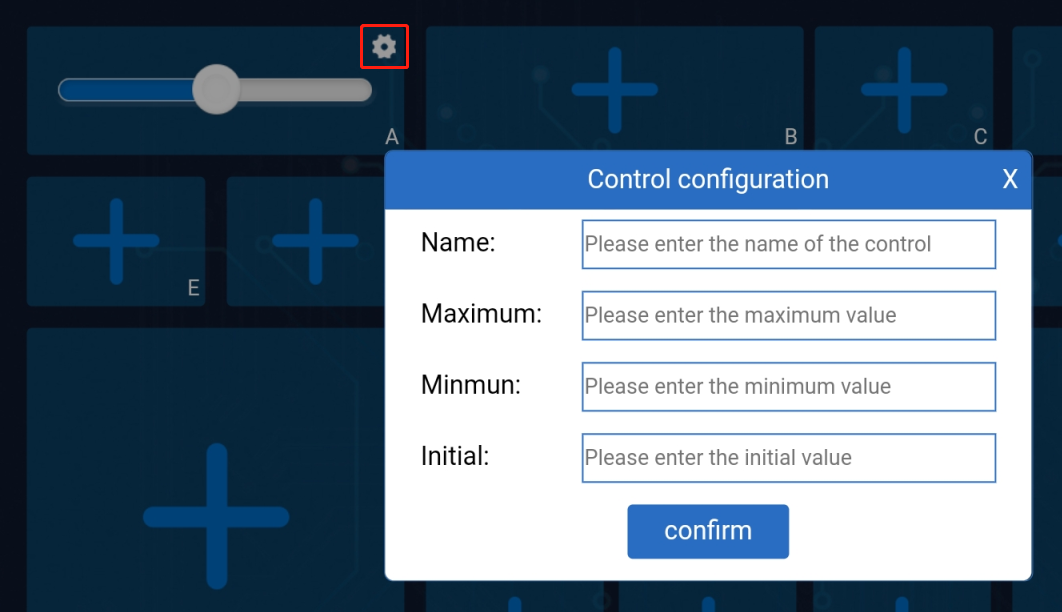 A
B
C
Control configuration
X
Name:
Please enter the name of the control
Maximum:
Please enter the maximum value
E
Minmun:
Please enter the minimum value
Initial:
Please enter the initial value
confirm